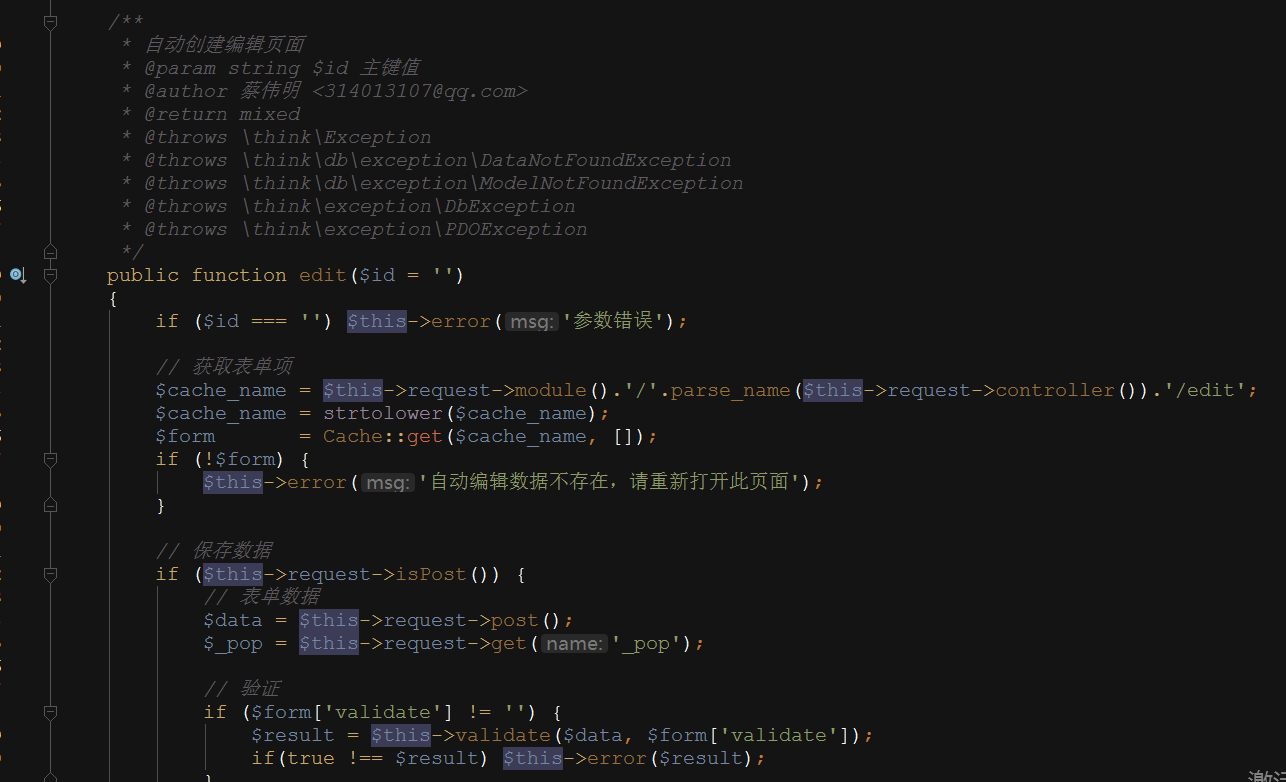 /**
 * 自动创建编辑页面
 * @param string $id 主键值
 * @author 蔡伟明 <314013107@qq.com>
 * @return mixed
 * @throws \think\Exception
 * @throws \think\db\exception\DataNotFoundException
 * @throws \think\db\exception\ModelNotFoundException
 * @throws \think\exception\DbException
 * @throws \think\exception\PDOException
 */
public function edit($id = '')
{
if ($id === '') $this->error( msg: '参数错误');
// 获取表单项
$cache_name = $this->request->module().'/'.parse_name($this->request->controller()).'/edit';
$cache_name = strtolower($cache_name);
$form       = Cache::get($cache_name, []);
if (!$form) {
$this->error( msg: '自动编辑数据不存在，请重新打开此页面');
}
// 保存数据
if ($this->request->isPost()) {
// 表单数据
$data = $this->request->post();
$_pop = $this->request->get( name: '_pop');
// 验证
if ($form['validate'] != '') {
$result = $this->validate($data, $form['validate']);
if(true !== $result) $this->error($result);